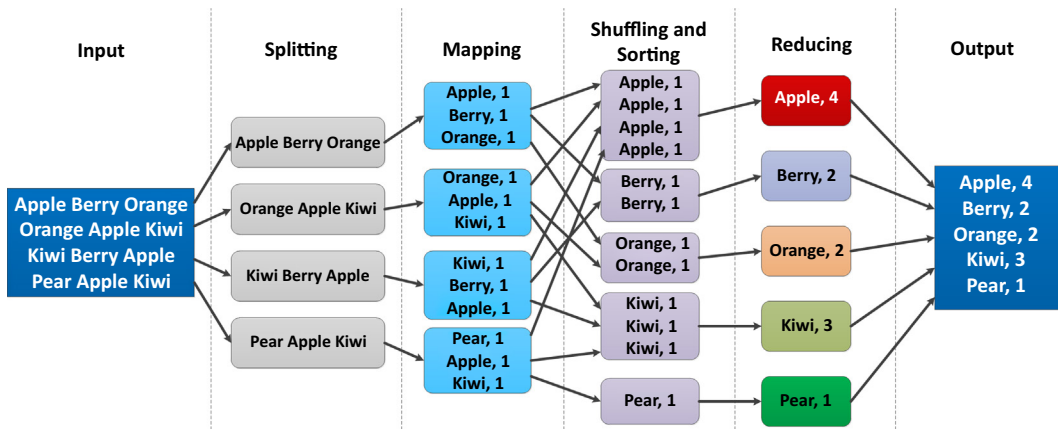 Input
Splitting
Mapping
Shuffling and
Sorting
Reducing
Output
Apple Berry Orange
Orange Apple Kiwi
Kiwi Berry Apple
Pear Apple Kiwi
Apple Berry Orange
Orange Apple Kiwi
Kiwi Berry Apple
Pear Apple Kiwi
Apple, 1
Berry, 1
Orange, 1
Orange, 1
Apple, 1
Kiwi, 1
Kiwi, 1
Berry, 1
Apple, 1
Pear, 1
Apple, 1
Kiwi, 1
Apple, 1
Apple, 1
Apple, 1
Apple, 1
Berry, 1
Berry, 1
Orange, 1
Orange, 1
Kiwi, 1
Kiwi, 1
Kiwi, 1
Pear, 1
Apple, 4
Berry, 2
Orange, 2
Kiwi, 3
Pear, 1
Apple, 4
Berry, 2
Orange, 2
Kiwi, 3
Pear, 1